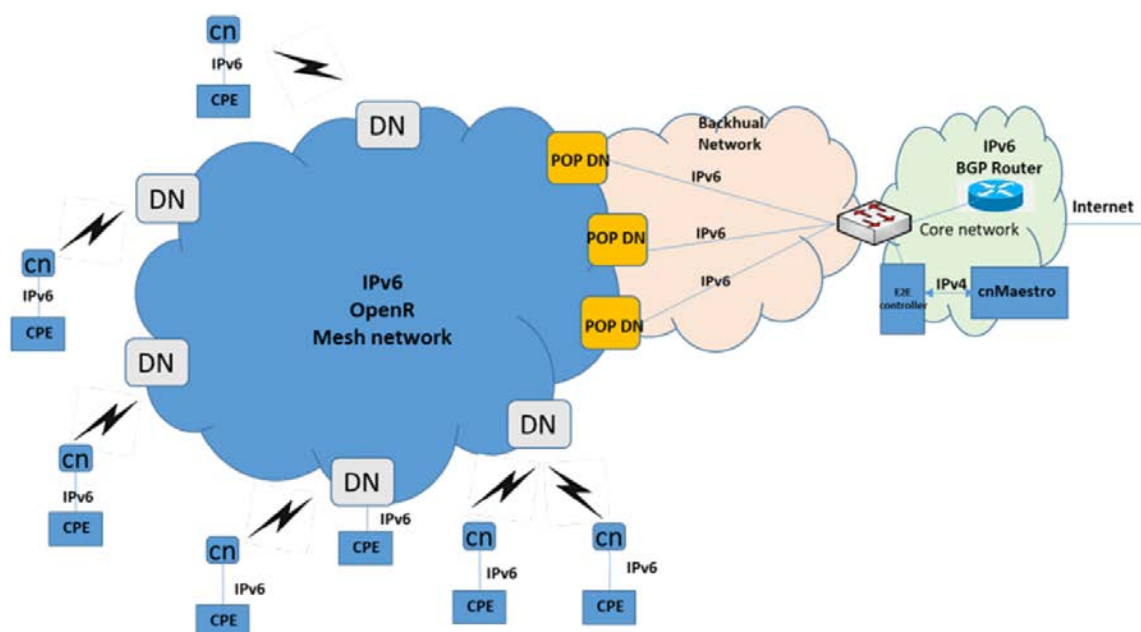 cn
IPv6
CPE
DN
Backhual
Network
IPv6
BGP Router
POP DN
IPv6
DN
Internet
Core network
POP DN
IPv6
cn
IPv6
CPE
IPv6
OpenR
Mesh network
IPv6
E2E
controller
IPv4
cnMaestro
POP DN
DN
DN
cn
IPv6
CPE
DN
IPv6
CPE
cn
IPv6
CPE
cn
IPv6
CPE
cn
IPv6
CPE